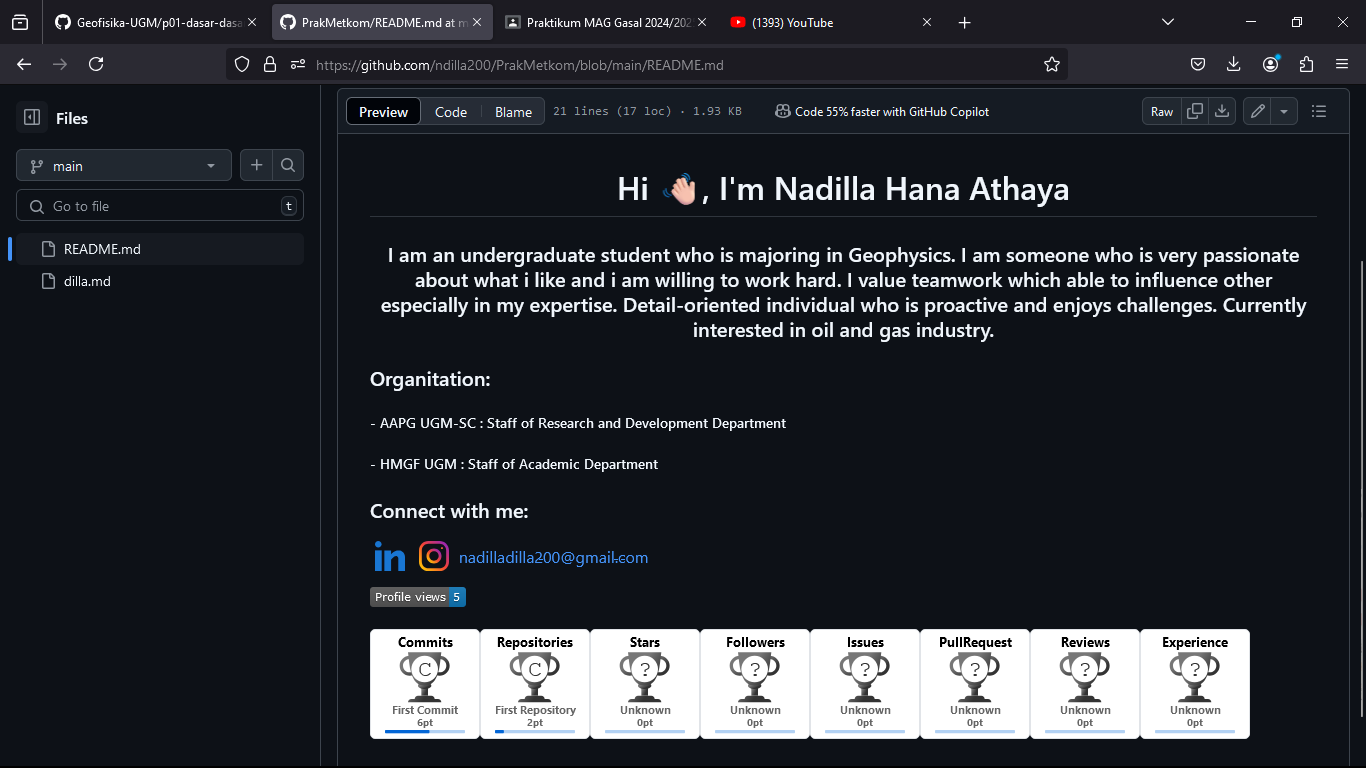 Geofisika-UGM/p01-dasar-dasa
PrakMetkom/README.md at m
Praktikum MAG Gasal 2024/202
(1393) YouTube
https://github.com/ndilla200/PrakMetkom/blob/main/README.md
Files
main
Go to file
t
README.md
dilla.md
Preview
Code
Blame
21 lines (17 loc) · 1.93 KB
Code 55% faster with GitHub Copilot
Raw
Hi 👋🏻, I'm Nadilla Hana Athaya
I am an undergraduate student who is majoring in Geophysics. I am someone who is very passionate
about what i like and i am willing to work hard. I value teamwork which able to influence other
especially in my expertise. Detail-oriented individual who is proactive and enjoys challenges. Currently
interested in oil and gas industry.
Organitation:
- AAPG UGM-SC : Staff of Research and Development Department
- HMGF UGM : Staff of Academic Department
Connect with me:
in nadilladilla200@gmail.com
Profile views 5
Commits Repositories Stars Followers Issues PullRequest Reviews Experience
C C ? ? ? ? ? ?
First Commit First Repository Unknown Unknown Unknown Unknown Unknown Unknown
6pt 2pt 0pt 0pt 0pt 0pt 0pt 0pt